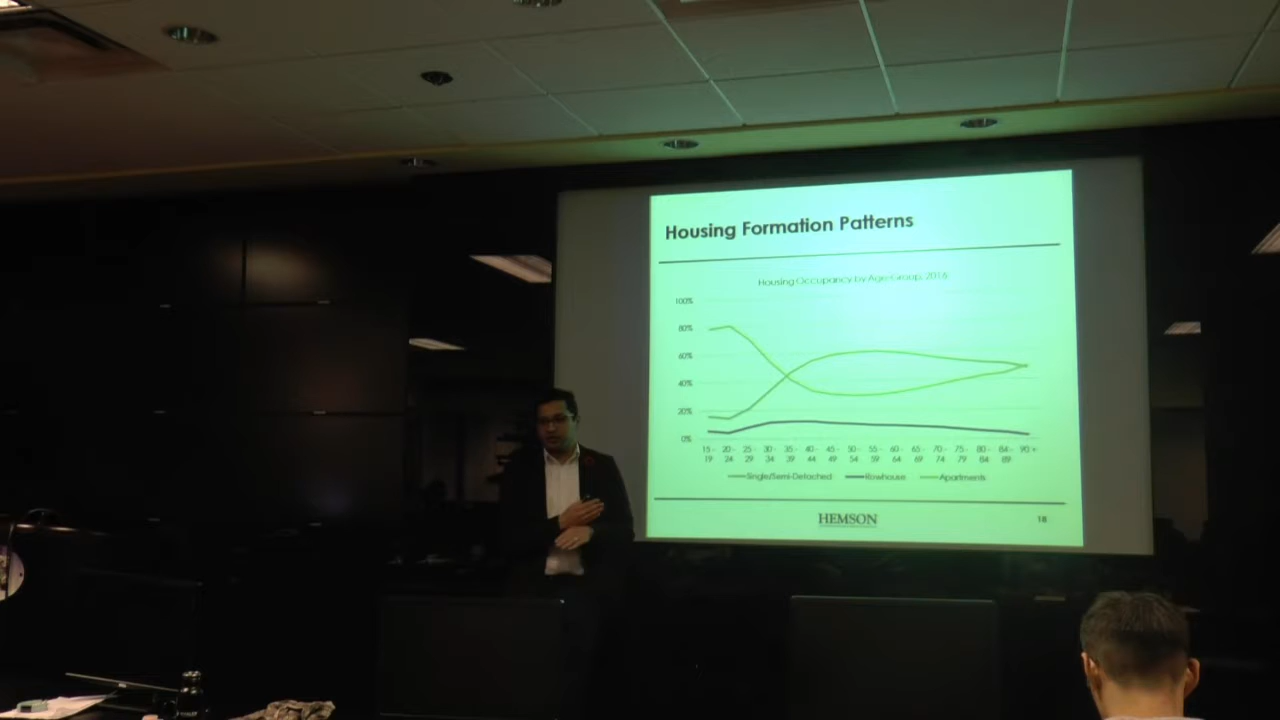 Housing Formation Patterns
Housing Occupancy by Age-Group, 2016
100%
80%
60%
40%
20%
0%
15 - 20 - 25 - 30 - 35 - 40 - 45 - 50 - 55 - 60 - 65 - 70 - 75 - 80 - 84 - 90 +
19 24 29 34 39 44 49 54 59 64 69 74 79 84 89
Single/Semi-Detached Rowhouse Apartments
HEMSON
18